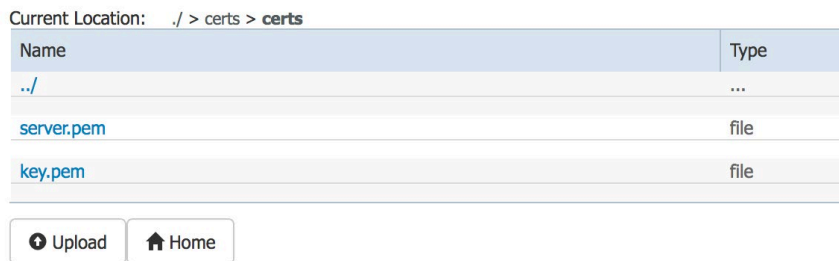 Current Location: ./ > certs > certs
Name Type
../ ...
server.pem file
key.pem file
Upload Home